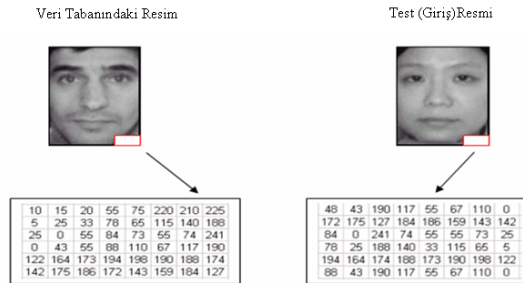 Veri Tabanındaki Resim
Test (Giriş)Resmi
10 15 20 55 75 220 210 225
5 25 33 78 65 115 140 188
25 0 55 84 73 55 74 241
0 43 55 88 110 67 117 190
122 164 173 194 198 190 188 174
142 175 186 172 143 159 184 127
48 43 190 117 55 67 110 0
172 175 127 184 186 159 143 142
84 0 241 74 55 55 73 25
78 25 188 140 33 115 65 5
194 164 174 188 173 190 198 122
88 43 190 117 55 67 110 0